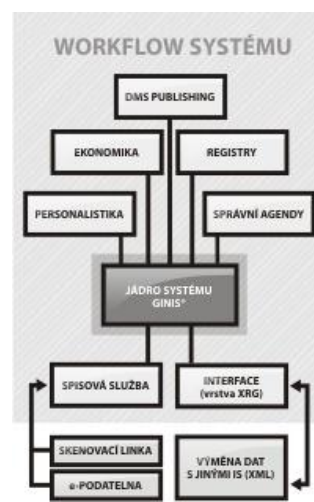 WORKFLOW SYSTÉMU
DMS PUBLISHING
EKONOMIKA
REGISTRY
PERSONALISTIKA
SPRÁVNÍ AGENDY
JÁDRO SYSTÉMU
GINIS®
SPISOVÁ SLUŽBA
INTERFACE
(vrstva XRG)
SKENOVACÍ LINKA
e-PODATELNA
VÝMĚNA DAT
S JINÝMI IS (XML)